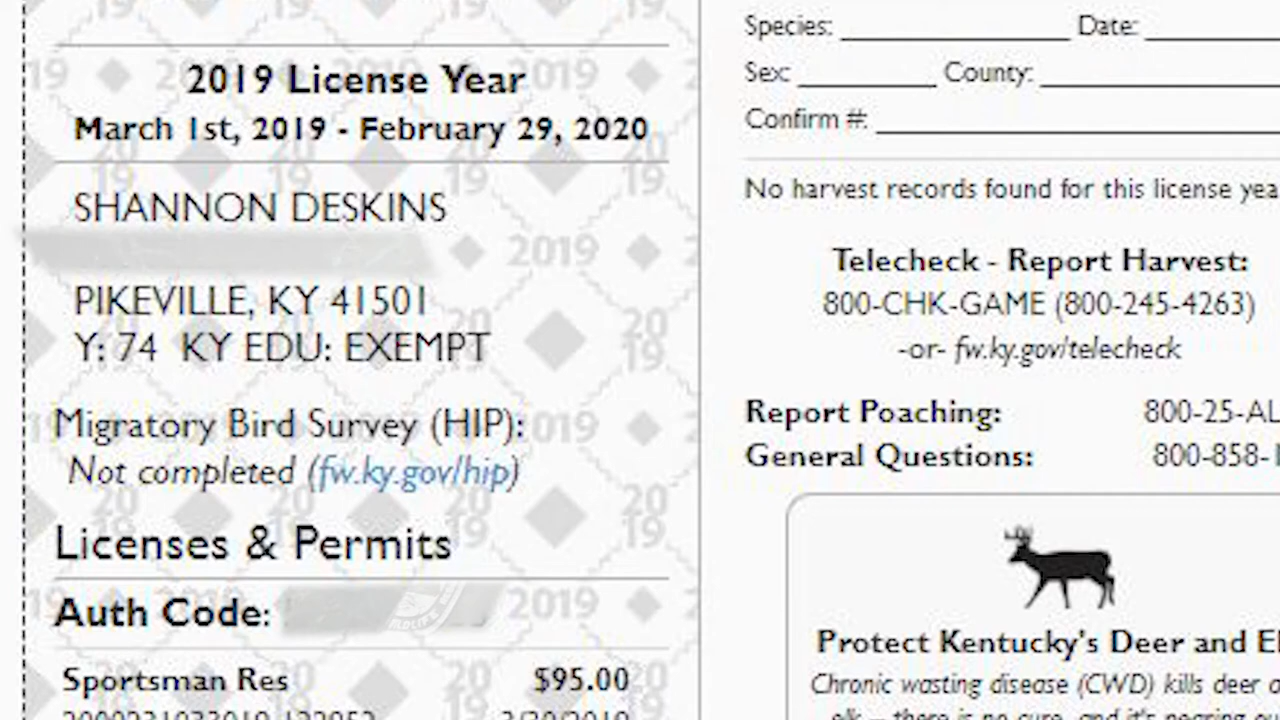 2019 License Year
March 1st, 2019 - February 29, 2020
SHANNON DESKINS
PIKEVILLE, KY 41501
Y: 74 KY EDU: EXEMPT
Migratory Bird Survey (HIP):
Not completed (fw.ky.gov/hip)
Licenses & Permits
Auth Code:
Sportsman Res $95.00
Species: Date:
Sex: County:
Confirm #:
No harvest records found for this license yea
Telecheck - Report Harvest:
800-CHK-GAME (800-245-4263)
-or- fw.ky.gov/telecheck
Report Poaching: 800-25-AL
General Questions: 800-858-1
Protect Kentucky's Deer and El
Chronic wasting disease (CWD) kills deer a